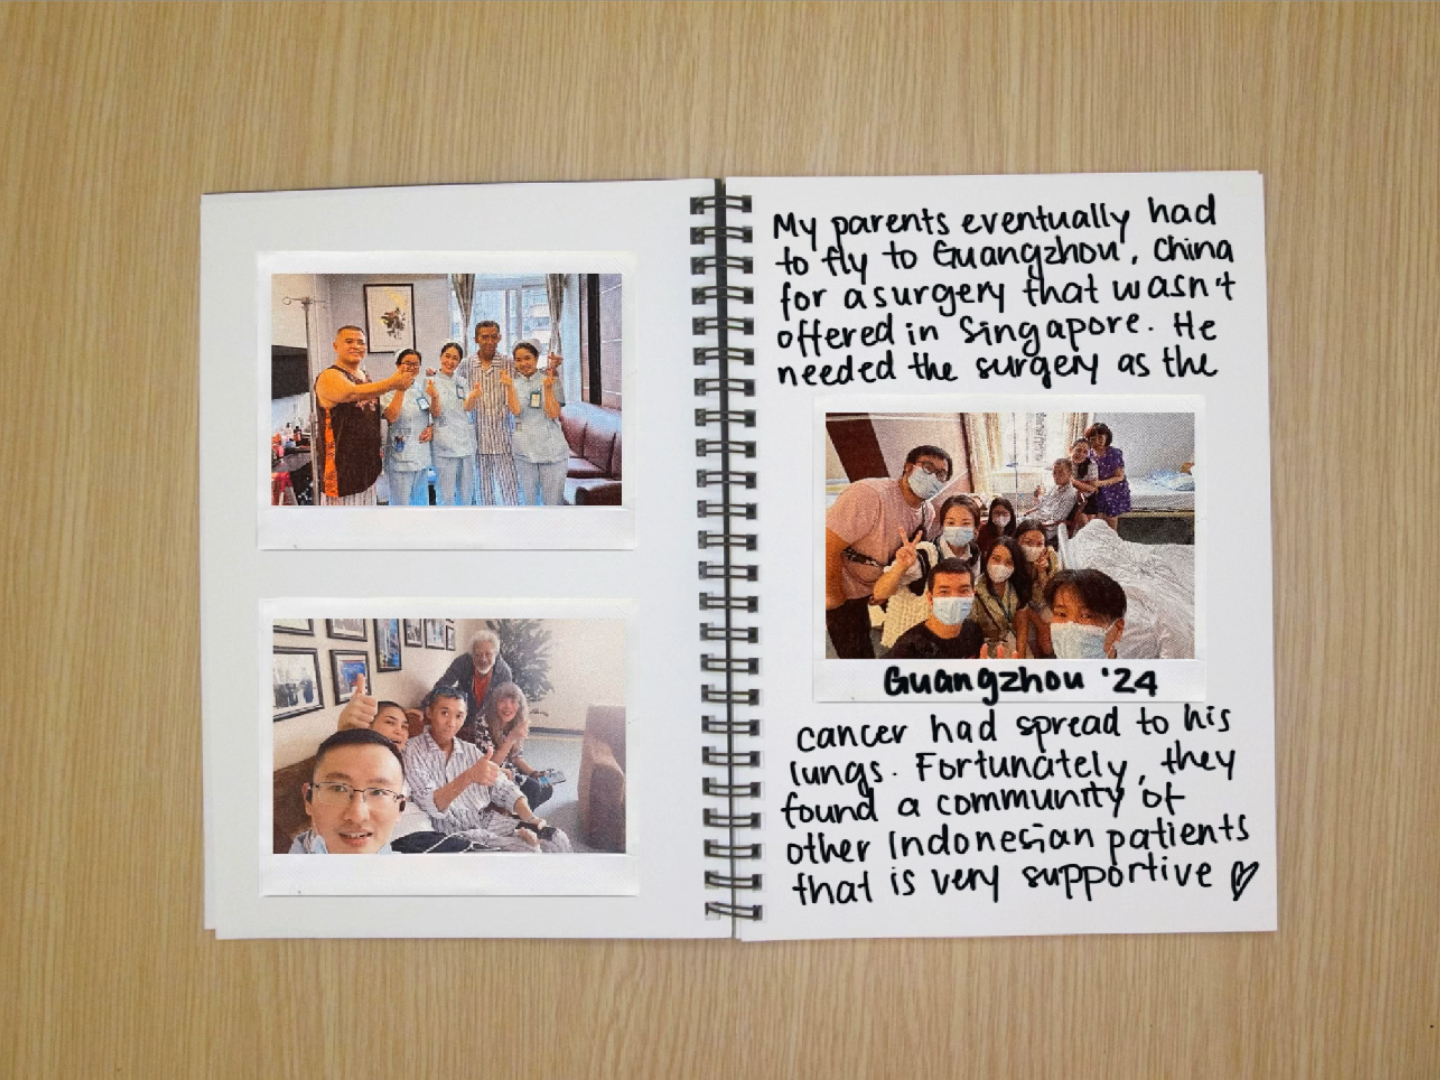 My parents eventually had
to fly to Guangzhou, China
for a surgery that wasn't
offered in Singapore. He
needed the surgery as the
Guangzhou '24
cancer had spread to his
lungs. Fortunately, they
found a community of
other Indonesian patients
that is very supportive ♡